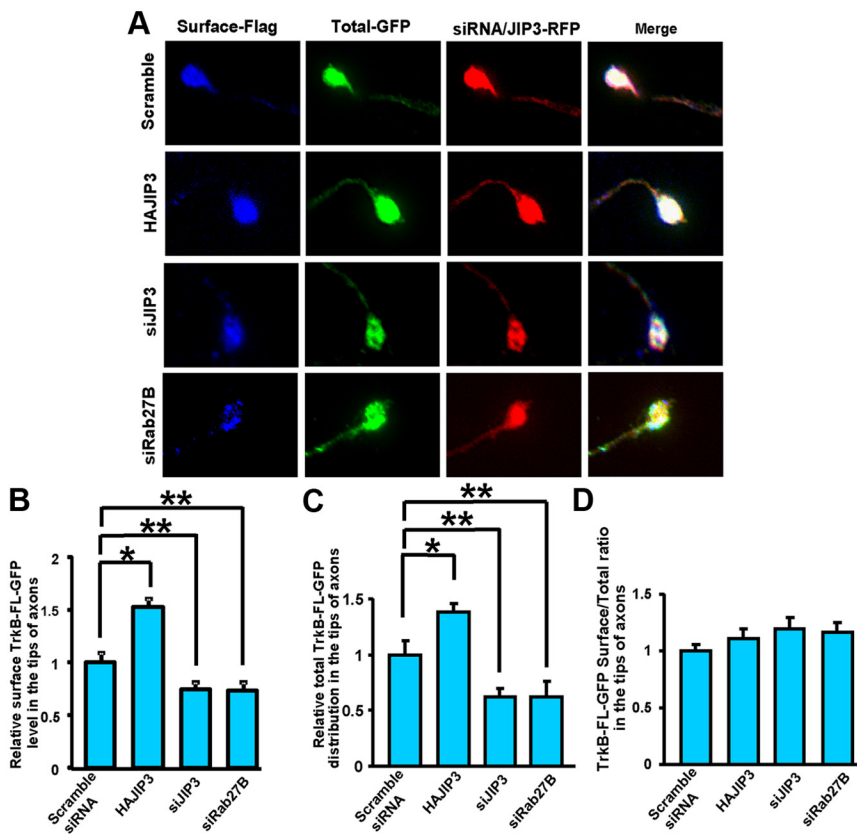 A
Surface-Flag
Total-GFP
siRNA/JIP3-RFP
Merge
Scramble
HAJIP3
siJIP3
siRab27B
B
Relative surface TrkB-FL-GFP
level in the tips of axons
2
1.5
1
0.5
0
**
**
*
Scramble
siRNA
HAJIP3
siJIP3
siRab27B
C
Relative total TrkB-FL-GFP
distribution in the tips of axons
1.5
1
0.5
0
**
**
*
Scramble
siRNA
HAJIP3
siJIP3
siRab27B
D
TrkB-FL-GFP Surface/Total ratio
in the tips of axons
1.5
1
0.5
0
Scramble
siRNA
HAJIP3
siJIP3
siRab27B